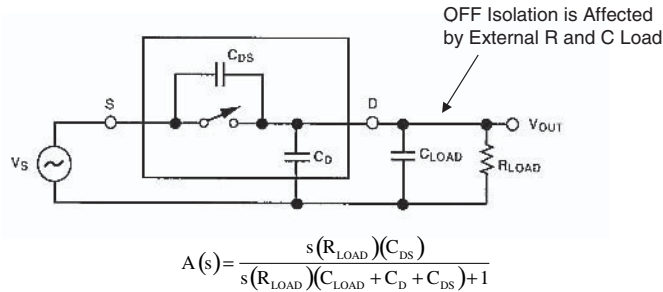 OFF Isolation is Affected
by External R and C Load
C_DS
S
D
V_OUT
V_S
C_D
C_LOAD
R_LOAD
A(s) = s(R_LOAD)(C_DS) / s(R_LOAD)(C_LOAD + C_D + C_DS) + 1